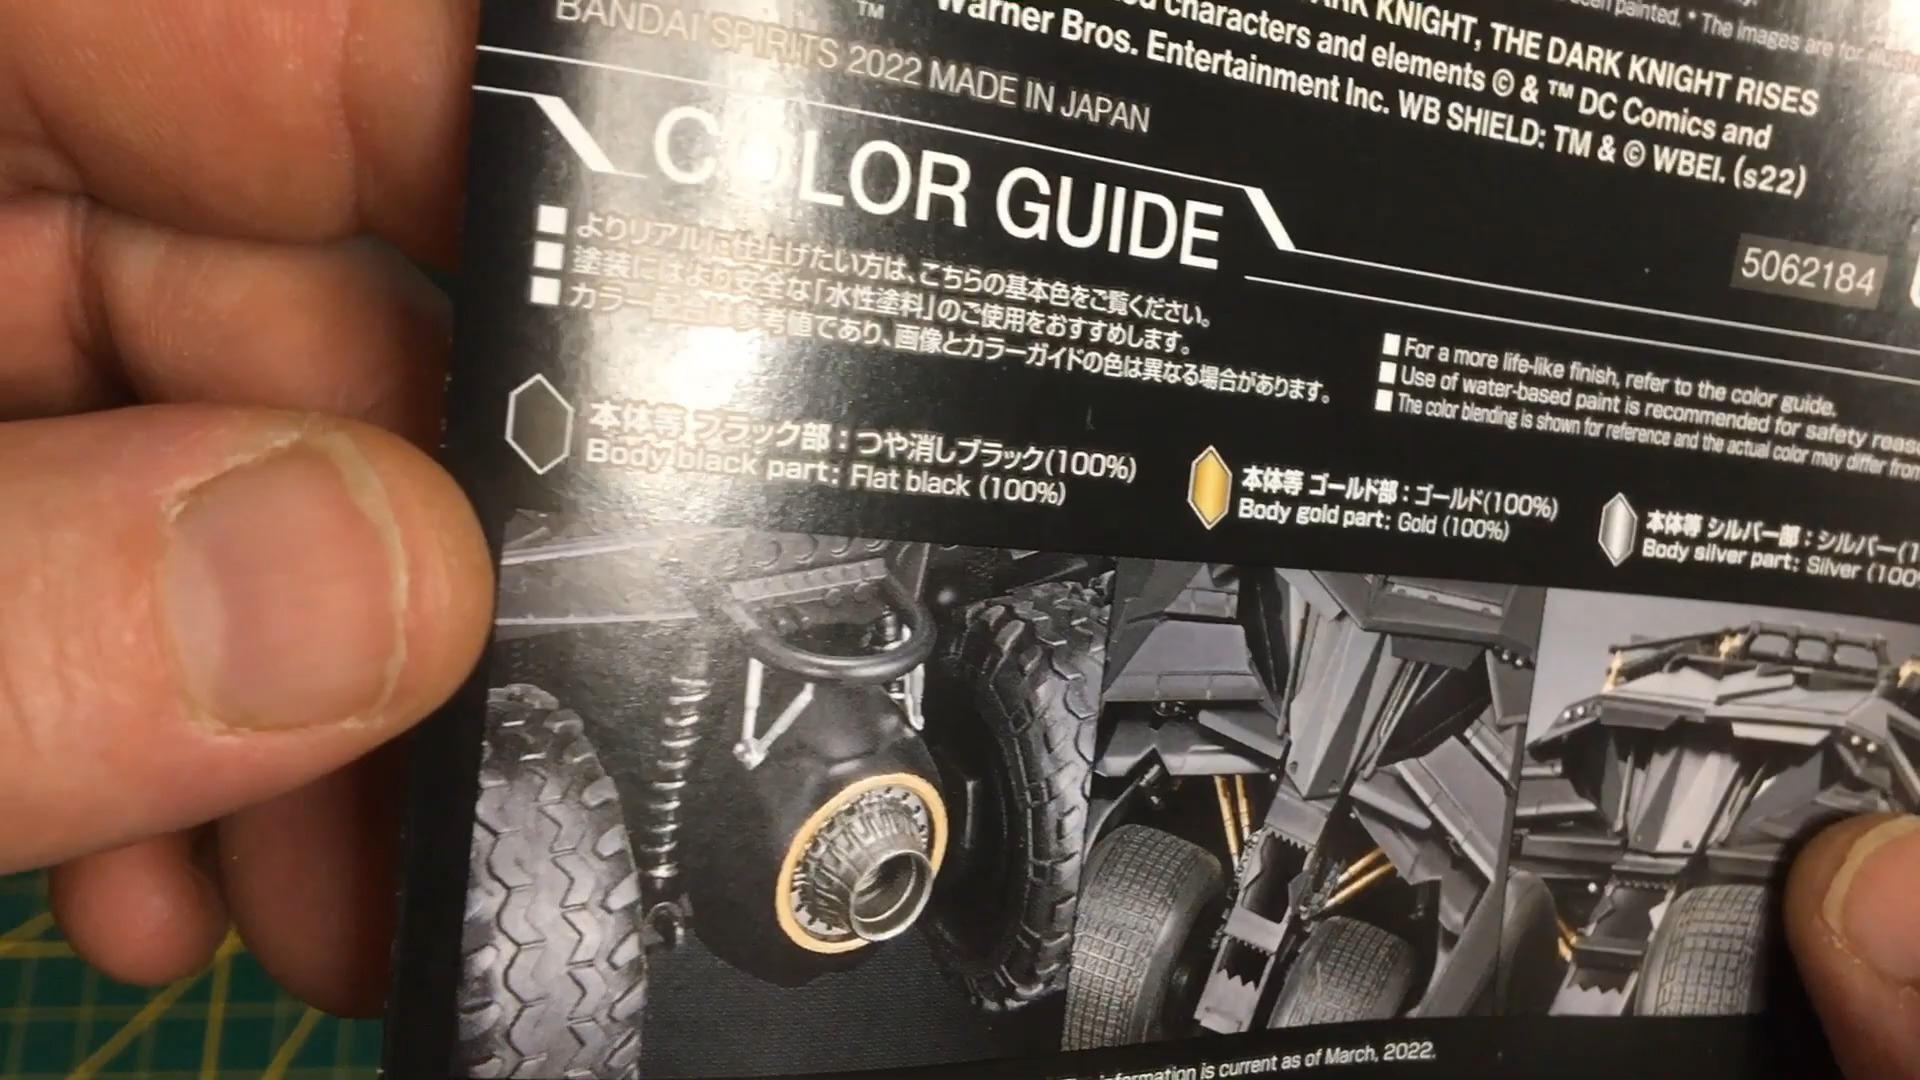 painted. * The images are for
KNIGHT, THE DARK KNIGHT RISES
characters and elements © & ™ DC Comics and
Warner Bros. Entertainment Inc. WB SHIELD: TM & © WBEI. (s22)
TM
BANDAI SPIRITS 2022 MADE IN JAPAN
COLOR GUIDE
5062184
■よりリアルに仕上げたい方は、こちらの基本色をご覧ください。
■塗装にはより安全な「水性塗料」のご使用をおすすめします。
■カラー配合は参考値であり、画像とカラーガイドの色は異なる場合があります。
■For a more life-like finish, refer to the color guide.
■Use of water-based paint is recommended for safety
■The color blending is shown for reference and the actual color may differ from
本体等 ブラック部：つや消しブラック(100%)
Body black part: Flat black (100%)
本体等 ゴールド部：ゴールド(100%)
Body gold part: Gold (100%)
本体等 シルバー部：シルバー(1
Body silver part: Silver (100
information is current as of March, 2022.